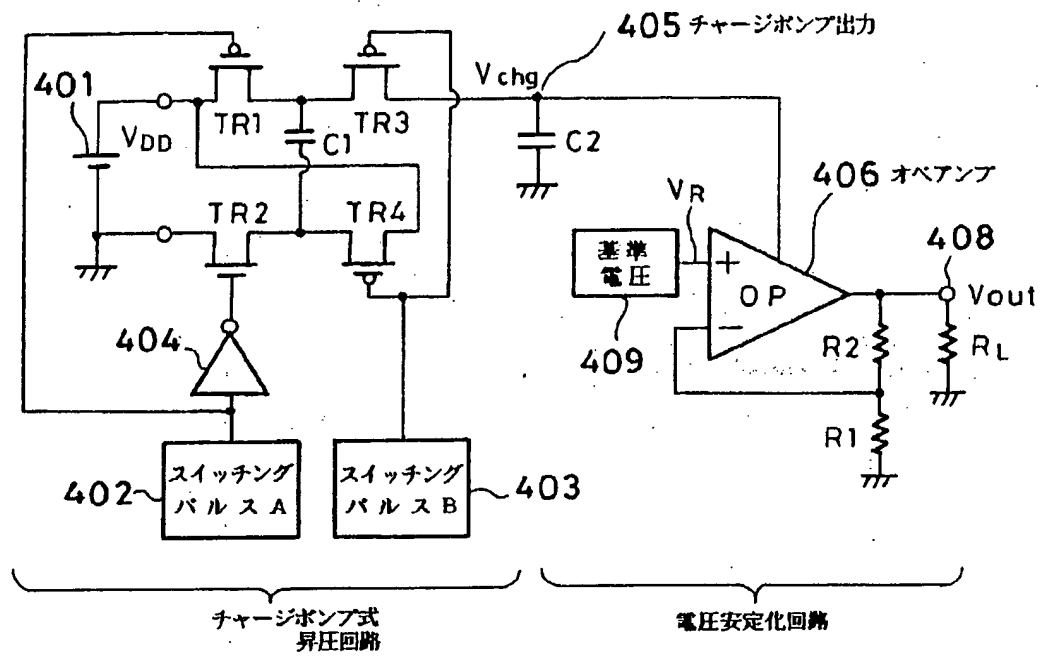 405 チャージポンプ出力
Vchg
401
TR1
TR3
VDD
C1
C2
406 オペアンプ
TR2
TR4
VR
408
基準
電圧
+
OP
−
Vout
404
409
R2
RL
R1
402
スイッチング
パルスA
スイッチング
パルスB
403
チャージポンプ式
昇圧回路
電圧安定化回路